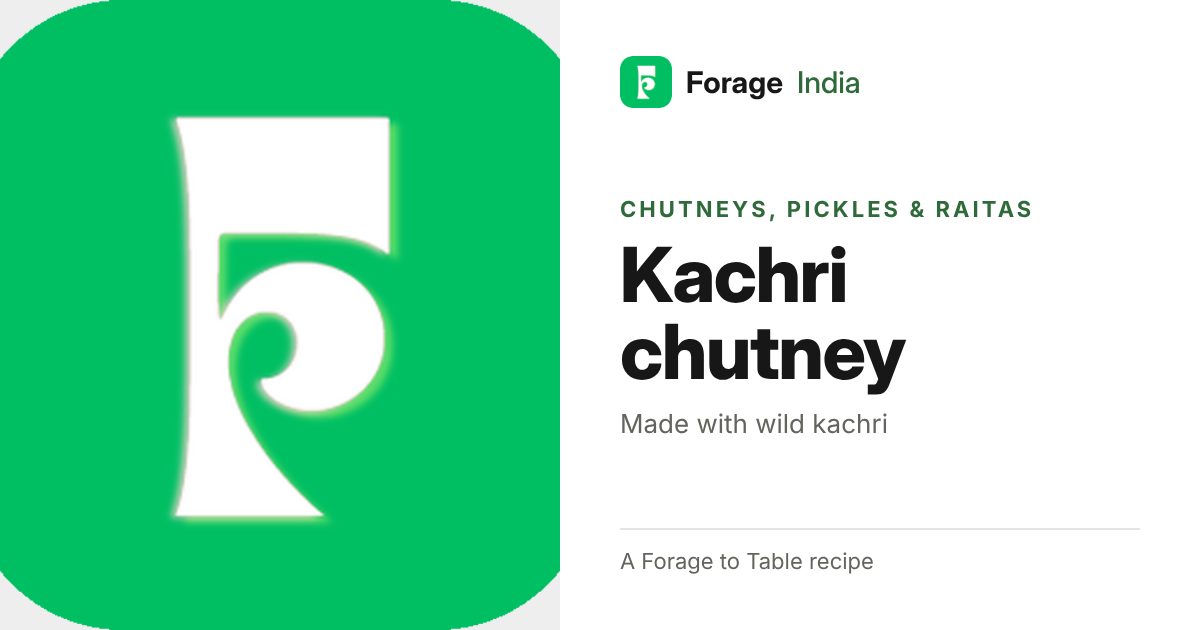 Forage India
CHUTNEYS, PICKLES & RAITAS
Kachri
chutney
Made with wild kachri
A Forage to Table recipe